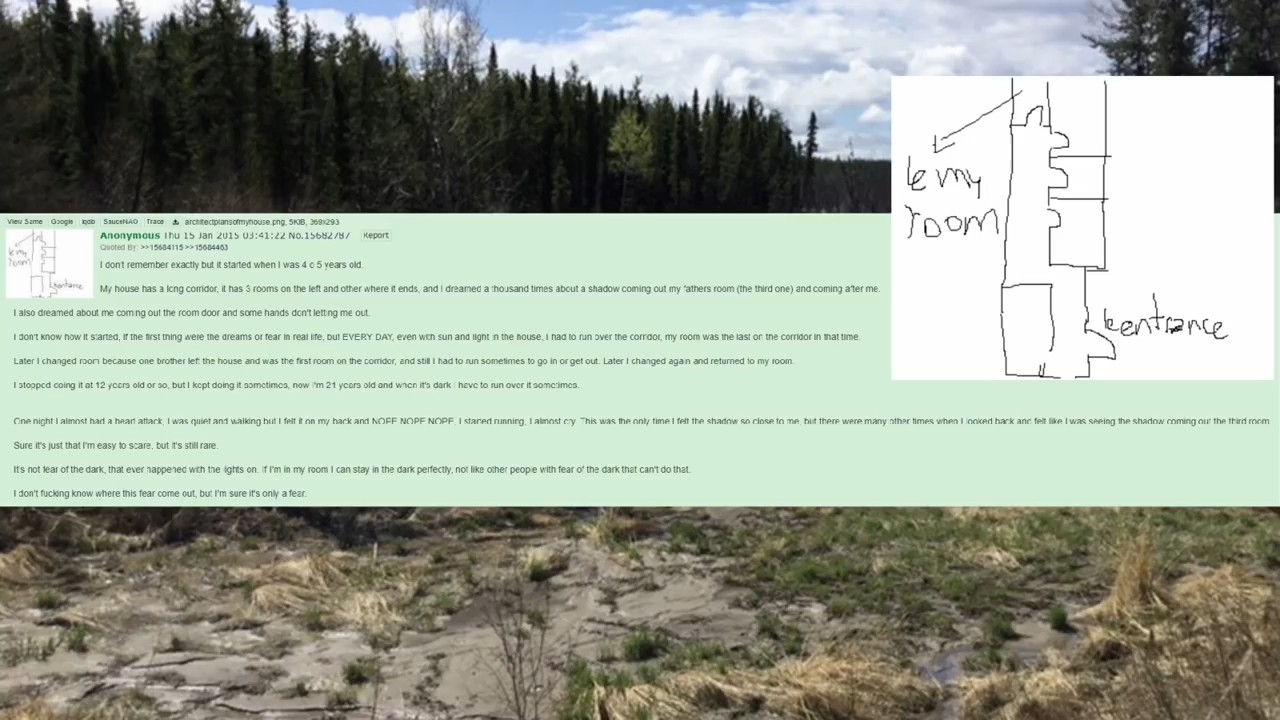 View Same Google iqdb SauceNAO Trace architectplansofmyhouse.png, 5KiB, 369x293
Anonymous Thu 15 Jan 2015 03:41:22 No.15682787 Report
Quoted By: >>15684115 >>15684463
I don't remember exactly but it started when I was 4 o 5 years old.
My house has a long corridor, it has 3 rooms on the left and other where it ends, and I dreamed a thousand times about a shadow coming out my fathers room (the third one) and coming after me.
I also dreamed about me coming out the room door and some hands don't letting me out.
I don't know how it started, if the first thing were the dreams or fear in real life, but EVERY DAY, even with sun and light in the house, I had to run over the corridor, my room was the last on the corridor in that time.
Later I changed room because one brother left the house and was the first room on the corridor, and still I had to run sometimes to go in or get out. Later I changed again and returned to my room.
I stopped doing it at 12 years old or so, but I kept doing it sometimes, now I'm 21 years old and when it's dark I have to run over it sometimes.
One night I almost had a heart attack, I was quiet and walking but I felt it on my back and NOPE NOPE NOPE, I started running, I almost cry. This was the only time I felt the shadow so close to me, but there were many other times when I looked back and felt like I was seeing the shadow coming out the third room
Sure it's just that I'm easy to scare, but it's still rare.
It's not fear of the dark, that ever happened with the lights on. If I'm in my room I can stay in the dark perfectly, not like other people with fear of the dark that can't do that.
I don't fucking know where this fear come out, but I'm sure it's only a fear.
le my
room
le entrance